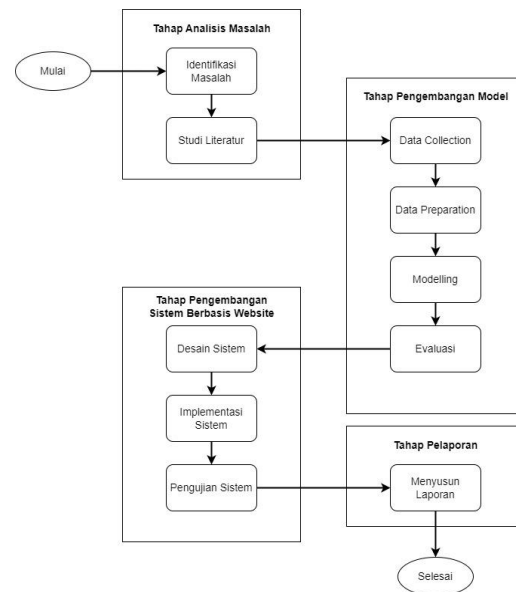 Tahap Analisis Masalah
Mulai
Identifikasi
Masalah
Studi Literatur
Tahap Pengembangan Model
Data Collection
Data Preparation
Modelling
Evaluasi
Tahap Pengembangan
Sistem Berbasis Website
Desain Sistem
Implementasi
Sistem
Pengujian Sistem
Tahap Pelaporan
Menyusun
Laporan
Selesai